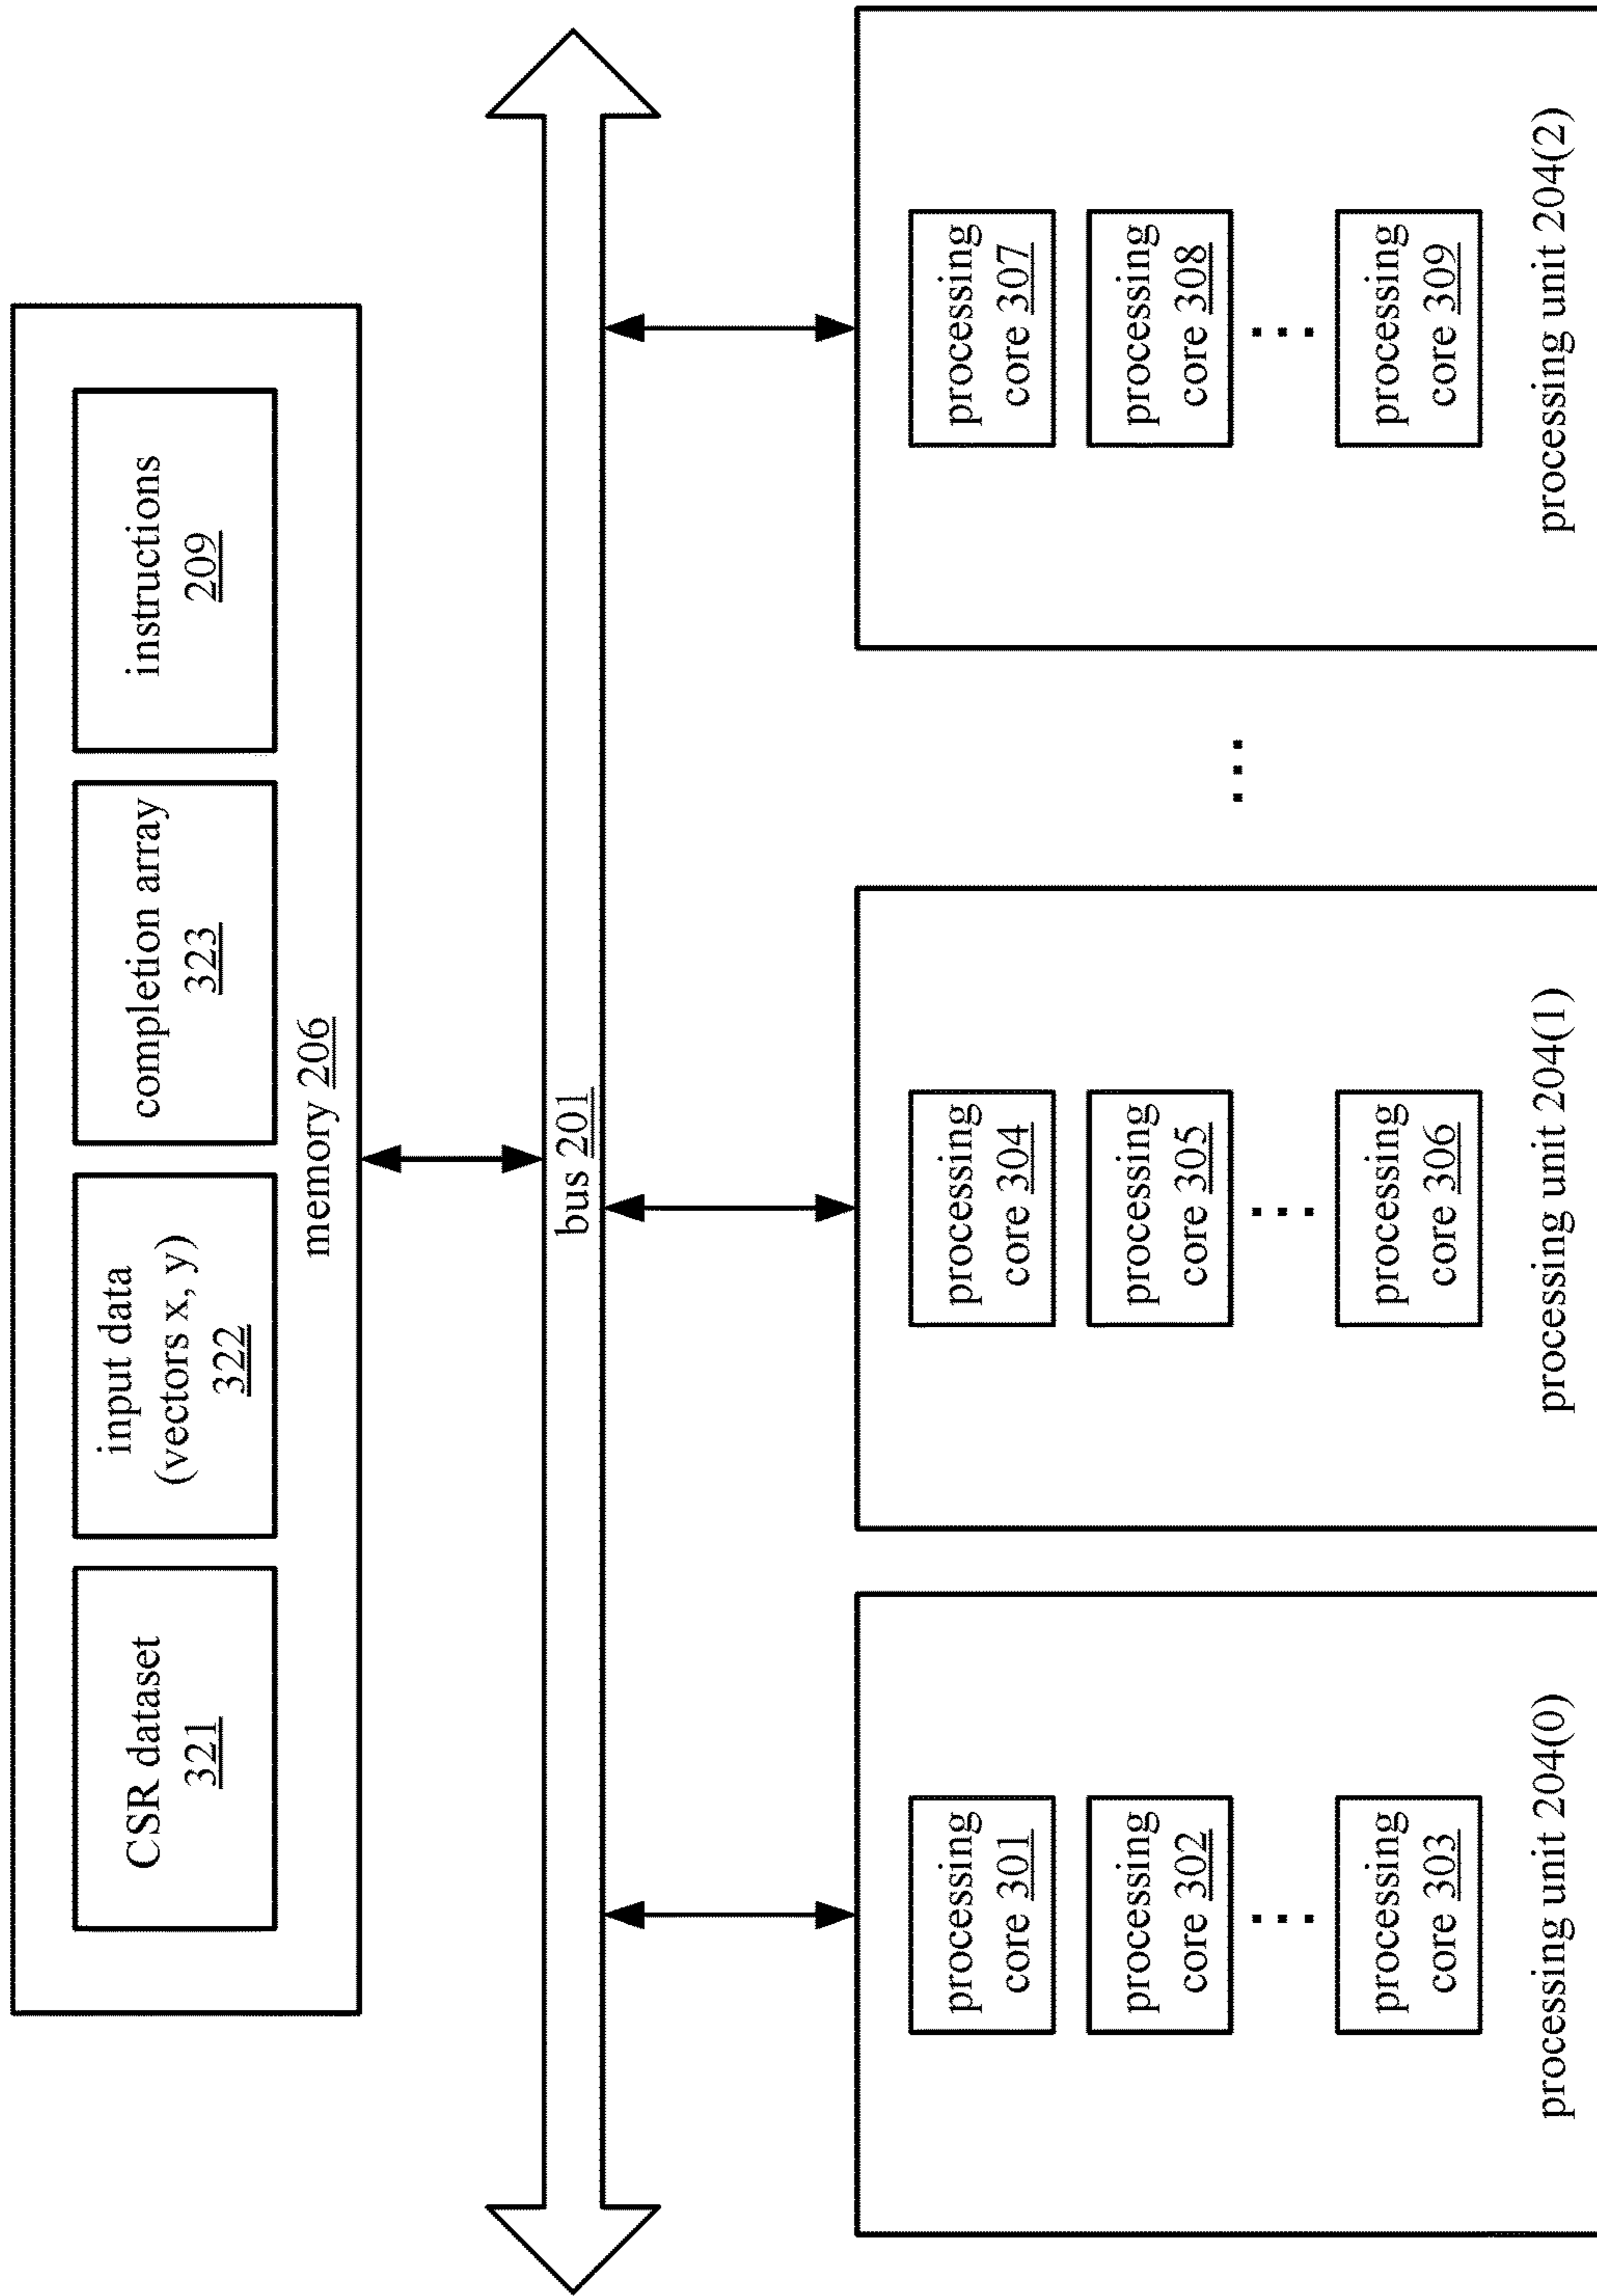 CSR dataset
321
input data
(vectors x, y)
322
completion array
323
instructions
209
memory 206
bus 201
processing
core 301
processing
core 302
...
processing
core 303
processing unit 204(0)
processing
core 304
processing
core 305
...
processing
core 306
processing unit 204(1)
...
processing
core 307
processing
core 308
...
processing
core 309
processing unit 204(2)